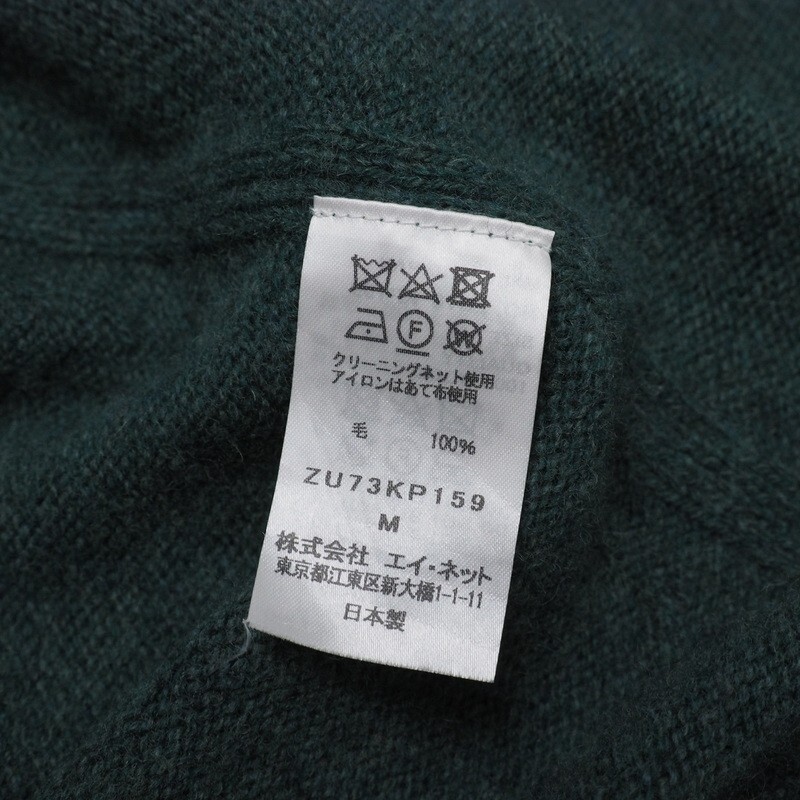 F W
クリーニングネット使用
アイロンはあて布使用
毛 100%
ZU73KP159
M
株式会社 エイ・ネット
東京都江東区新大橋1-1-11
日本製